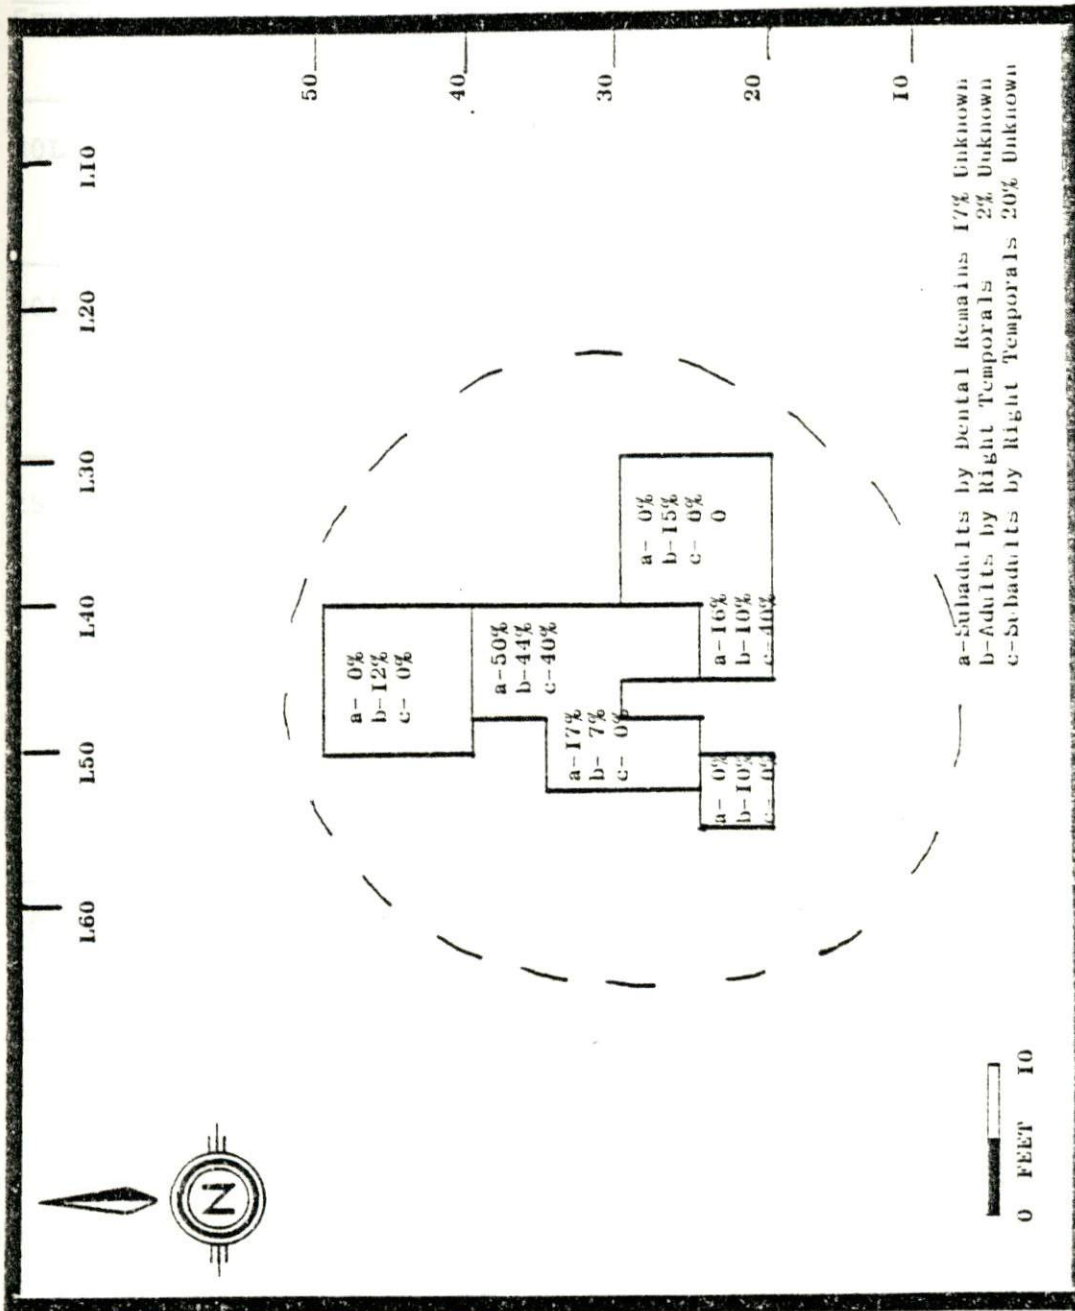 N
L60
L50
L40
L30
L20
L10
50
40
30
20
10
a- 0%
b-12%
c- 0%
a-50%
b-44%
c-40%
a-17%
b- 7%
c- 0%
a- 0%
b-15%
c- 0%
0
a-16%
b-10%
c-40%
a- 0%
b-10%
c- 0%
a-Subadults by Dental Remains 17% Unknown
b-Adults by Right Temporals 2% Unknown
c-Subadults by Right Temporals 20% Unknown
0 FEET 10